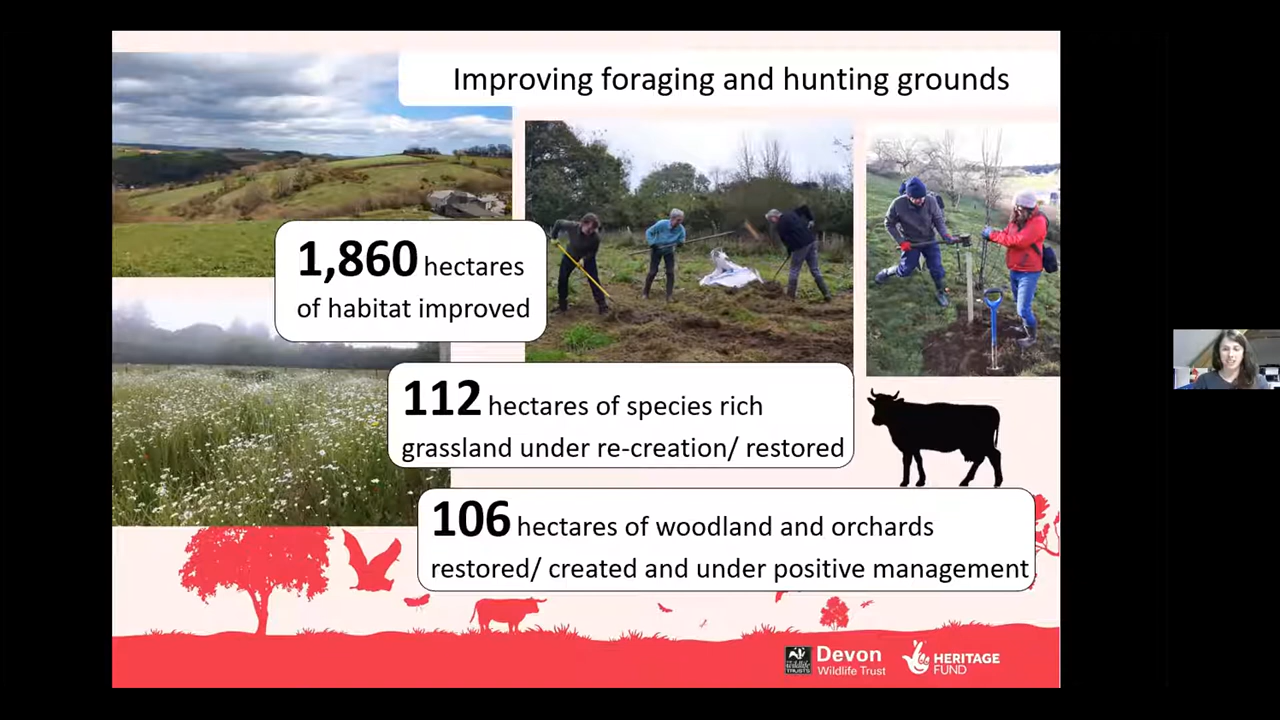 Improving foraging and hunting grounds
1,860 hectares
of habitat improved
112 hectares of species rich
grassland under re-creation/ restored
106 hectares of woodland and orchards
restored/ created and under positive management
Devon
Wildlife Trust
HERITAGE
FUND